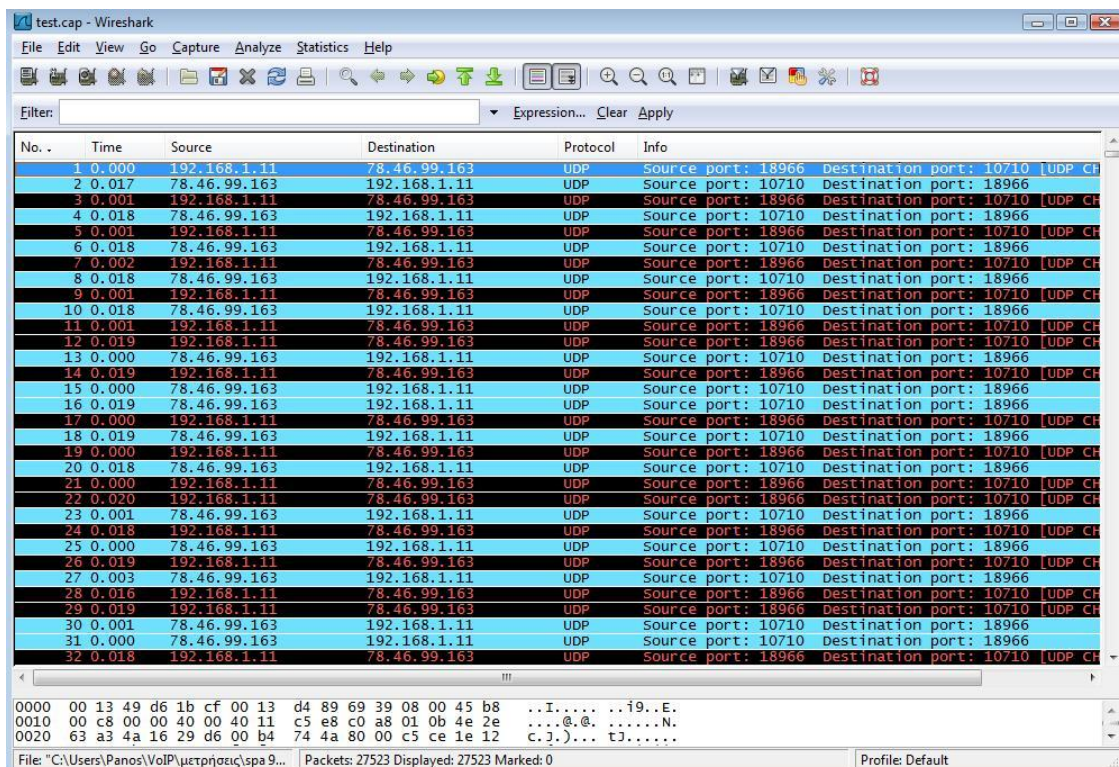 test.cap - Wireshark
File Edit View Go Capture Analyze Statistics Help
Filter: Expression... Clear Apply
No. . Time Source Destination Protocol Info
1 0.000 192.168.1.11 78.46.99.163 UDP Source port: 18966 Destination port: 10710 [UDP CH
2 0.017 78.46.99.163 192.168.1.11 UDP Source port: 10710 Destination port: 18966
3 0.001 192.168.1.11 78.46.99.163 UDP Source port: 18966 Destination port: 10710 [UDP CH
4 0.018 78.46.99.163 192.168.1.11 UDP Source port: 10710 Destination port: 18966
5 0.001 192.168.1.11 78.46.99.163 UDP Source port: 18966 Destination port: 10710 [UDP CH
6 0.018 78.46.99.163 192.168.1.11 UDP Source port: 10710 Destination port: 18966
7 0.002 192.168.1.11 78.46.99.163 UDP Source port: 18966 Destination port: 10710 [UDP CH
8 0.018 78.46.99.163 192.168.1.11 UDP Source port: 10710 Destination port: 18966
9 0.001 192.168.1.11 78.46.99.163 UDP Source port: 18966 Destination port: 10710 [UDP CH
10 0.018 78.46.99.163 192.168.1.11 UDP Source port: 10710 Destination port: 18966
11 0.001 192.168.1.11 78.46.99.163 UDP Source port: 18966 Destination port: 10710 [UDP CH
12 0.019 192.168.1.11 78.46.99.163 UDP Source port: 18966 Destination port: 10710 [UDP CH
13 0.000 78.46.99.163 192.168.1.11 UDP Source port: 10710 Destination port: 18966
14 0.019 192.168.1.11 78.46.99.163 UDP Source port: 18966 Destination port: 10710 [UDP CH
15 0.000 78.46.99.163 192.168.1.11 UDP Source port: 10710 Destination port: 18966
16 0.019 78.46.99.163 192.168.1.11 UDP Source port: 10710 Destination port: 18966
17 0.000 192.168.1.11 78.46.99.163 UDP Source port: 18966 Destination port: 10710 [UDP CH
18 0.019 78.46.99.163 192.168.1.11 UDP Source port: 10710 Destination port: 18966
19 0.000 192.168.1.11 78.46.99.163 UDP Source port: 18966 Destination port: 10710 [UDP CH
20 0.018 78.46.99.163 192.168.1.11 UDP Source port: 10710 Destination port: 18966
21 0.000 192.168.1.11 78.46.99.163 UDP Source port: 18966 Destination port: 10710 [UDP CH
22 0.020 192.168.1.11 78.46.99.163 UDP Source port: 18966 Destination port: 10710 [UDP CH
23 0.001 78.46.99.163 192.168.1.11 UDP Source port: 10710 Destination port: 18966
24 0.018 192.168.1.11 78.46.99.163 UDP Source port: 18966 Destination port: 10710 [UDP CH
25 0.000 78.46.99.163 192.168.1.11 UDP Source port: 10710 Destination port: 18966
26 0.019 192.168.1.11 78.46.99.163 UDP Source port: 18966 Destination port: 10710 [UDP CH
27 0.003 78.46.99.163 192.168.1.11 UDP Source port: 10710 Destination port: 18966
28 0.016 192.168.1.11 78.46.99.163 UDP Source port: 18966 Destination port: 10710 [UDP CH
29 0.019 192.168.1.11 78.46.99.163 UDP Source port: 18966 Destination port: 10710 [UDP CH
30 0.001 78.46.99.163 192.168.1.11 UDP Source port: 10710 Destination port: 18966
31 0.000 78.46.99.163 192.168.1.11 UDP Source port: 10710 Destination port: 18966
32 0.018 192.168.1.11 78.46.99.163 UDP Source port: 18966 Destination port: 10710 [UDP CH
0000 00 13 49 d6 1b cf 00 13 d4 89 69 39 08 00 45 b8 ..I..... ..i9..E.
0010 00 c8 00 00 40 00 40 11 c5 e8 c0 a8 01 0b 4e 2e ....@.@. ......N.
0020 63 a3 4a 16 29 d6 00 b4 74 4a 80 00 c5 ce 1e 12 c.J.)... tJ......
File: "C:\Users\Panos\VoIP\μετρήσεις\spa 9... Packets: 27523 Displayed: 27523 Marked: 0 Profile: Default